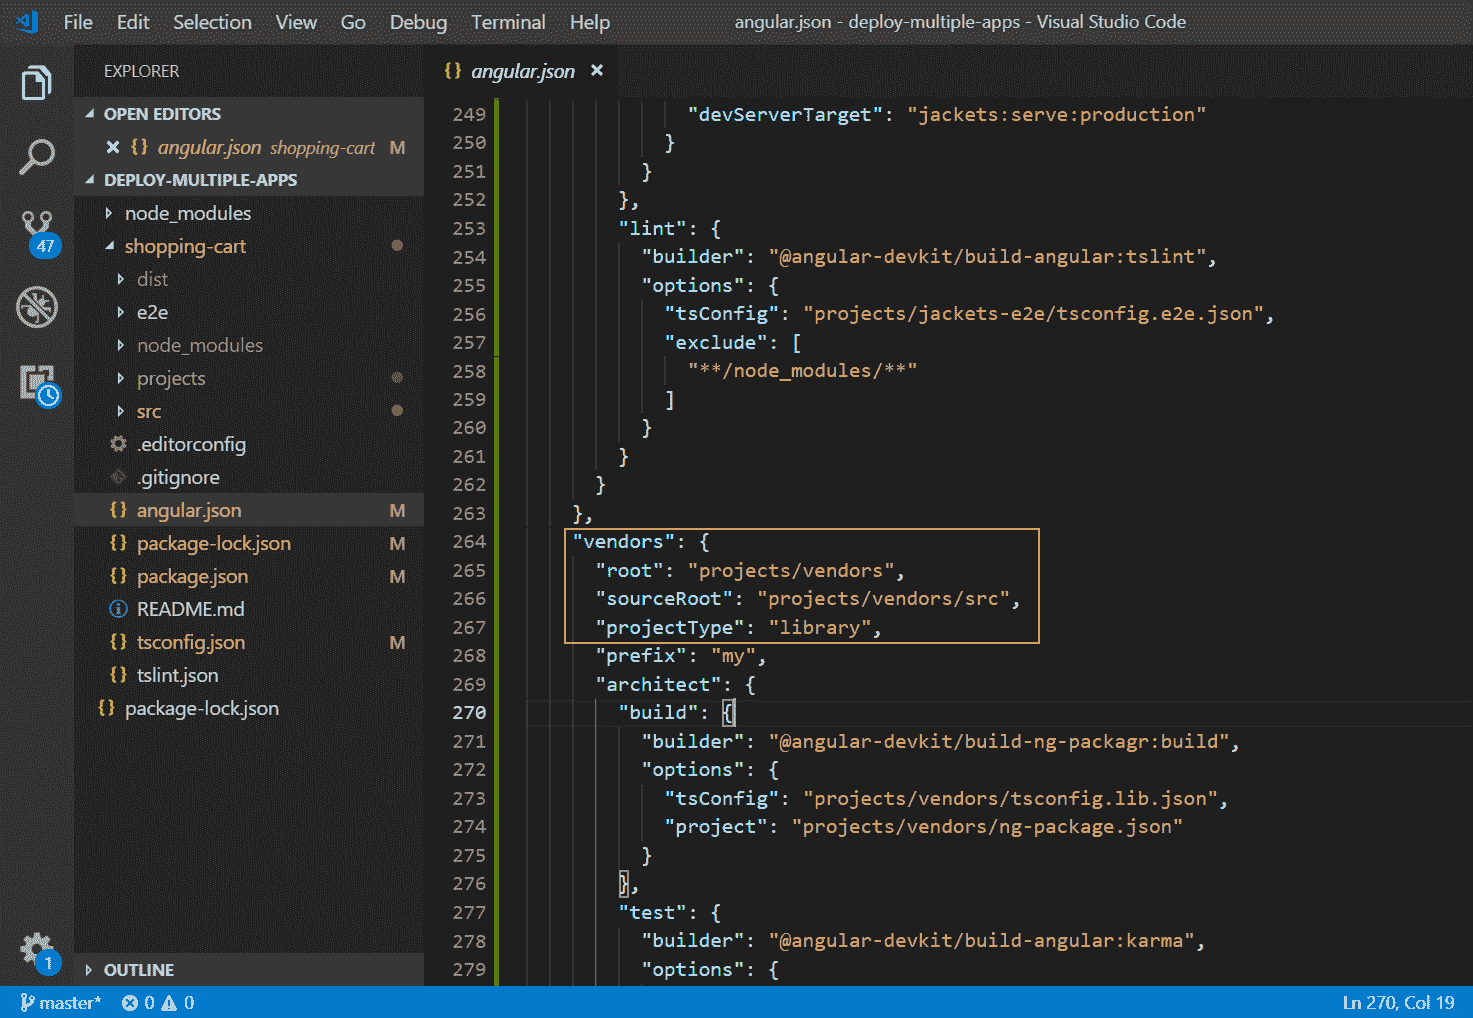 File Edit Selection View Go Debug Terminal Help angular.json - deploy-multiple-apps - Visual Studio Code
EXPLORER
OPEN EDITORS
{} angular.json shopping-cart M
DEPLOY-MULTIPLE-APPS
node_modules
shopping-cart
dist
e2e
node_modules
projects
src
.editorconfig
.gitignore
{} angular.json M
{} package-lock.json M
{} package.json M
README.md
{} tsconfig.json M
{} tslint.json
{} package-lock.json
OUTLINE
47
1
{} angular.json
249 "devServerTarget": "jackets:serve:production"
250 }
251 }
252 },
253 "lint": {
254 "builder": "@angular-devkit/build-angular:tslint",
255 "options": {
256 "tsConfig": "projects/jackets-e2e/tsconfig.e2e.json",
257 "exclude": [
258 "**/node_modules/**"
259 ]
260 }
261 }
262 }
263 },
264 "vendors": {
265 "root": "projects/vendors",
266 "sourceRoot": "projects/vendors/src",
267 "projectType": "library",
268 "prefix": "my",
269 "architect": {
270 "build": {
271 "builder": "@angular-devkit/build-ng-packagr:build",
272 "options": {
273 "tsConfig": "projects/vendors/tsconfig.lib.json",
274 "project": "projects/vendors/ng-package.json"
275 }
276 },
277 "test": {
278 "builder": "@angular-devkit/build-angular:karma",
279 "options": {
master* 0 0 Ln 270, Col 19